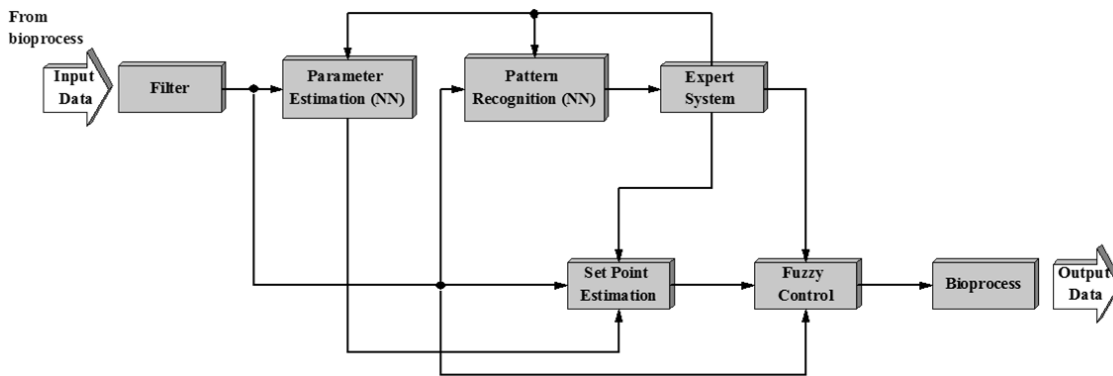 From
bioprocess
Input
Data
Filter
Parameter
Estimation (NN)
Pattern
Recognition (NN)
Expert
System
Set Point
Estimation
Fuzzy
Control
Bioprocess
Output
Data